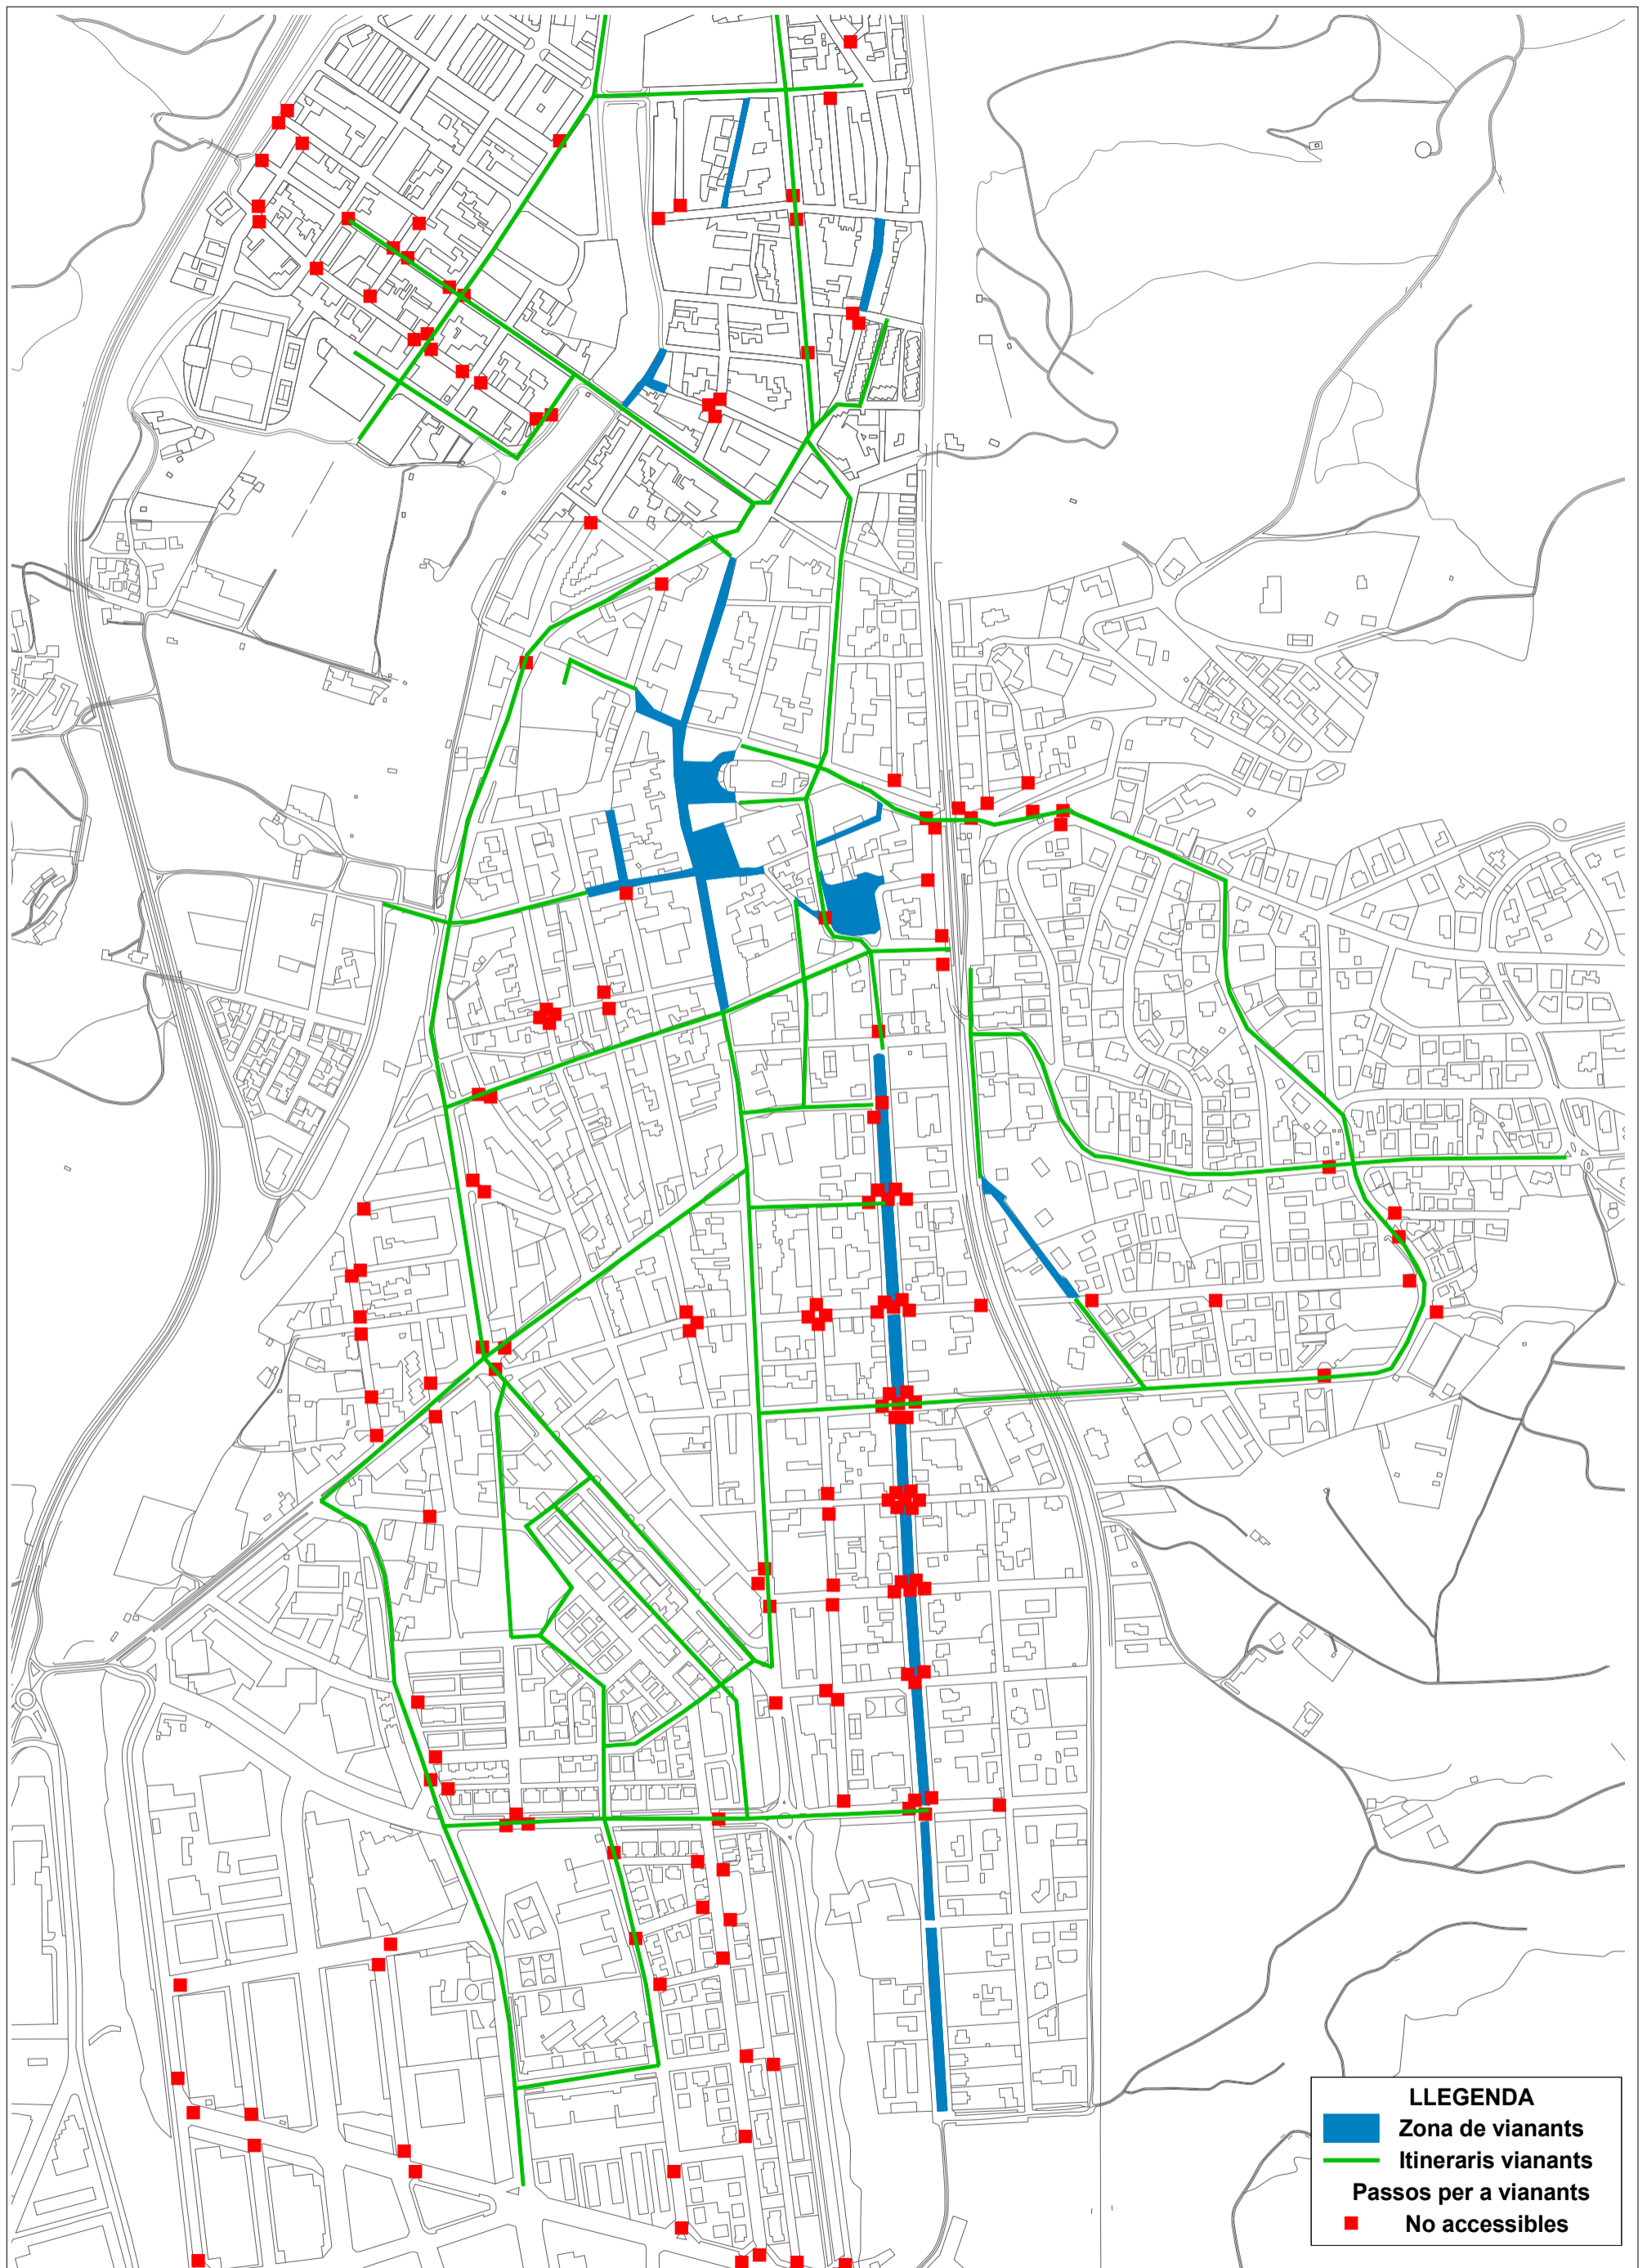 LLEGENDA
Zona de vianants
Itineraris vianants
Passos per a vianants
No accessibles